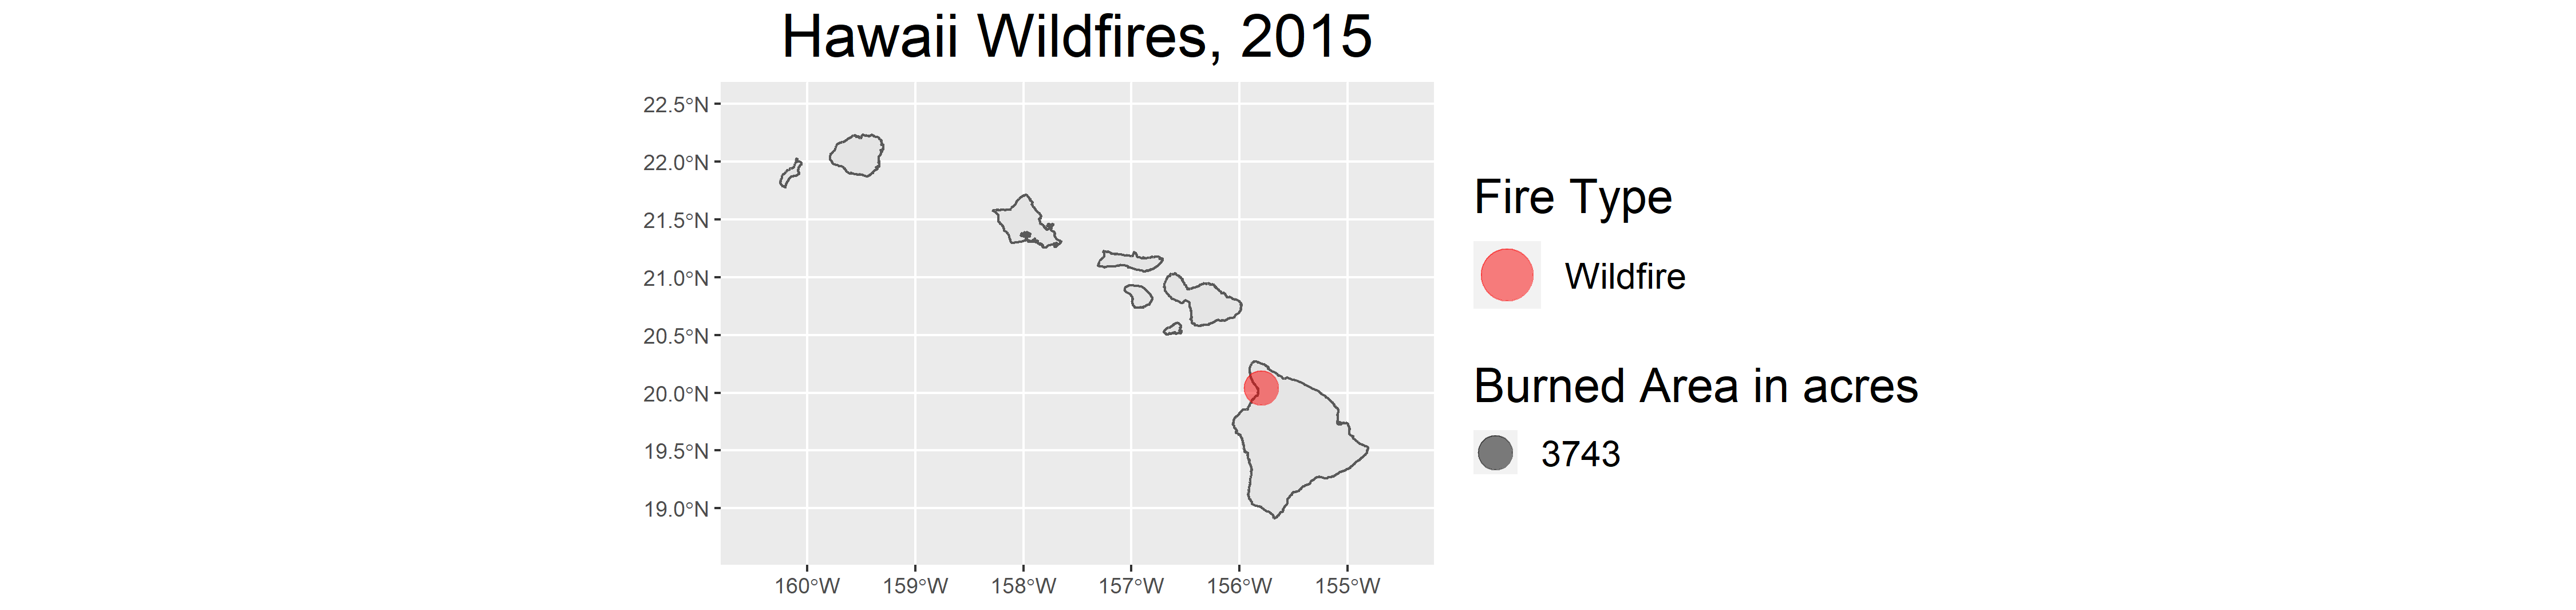 Hawaii Wildfires, 2015
22.5°N
22.0°N
21.5°N
21.0°N
20.5°N
20.0°N
19.5°N
19.0°N
160°W 159°W 158°W 157°W 156°W 155°W
Fire Type
Wildfire
Burned Area in acres
3743